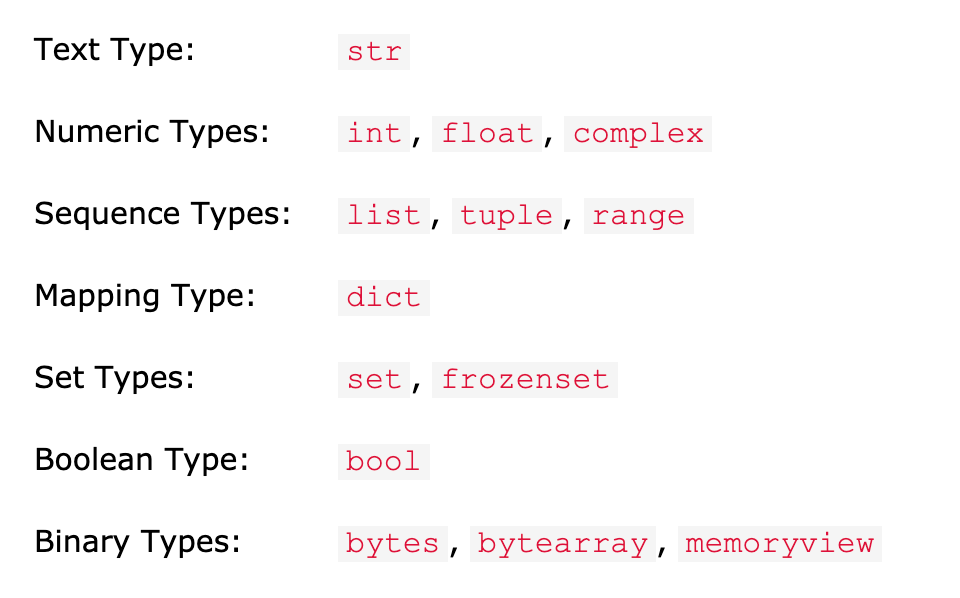 Text Type: str
Numeric Types: int, float, complex
Sequence Types: list, tuple, range
Mapping Type: dict
Set Types: set, frozenset
Boolean Type: bool
Binary Types: bytes, bytearray, memoryview